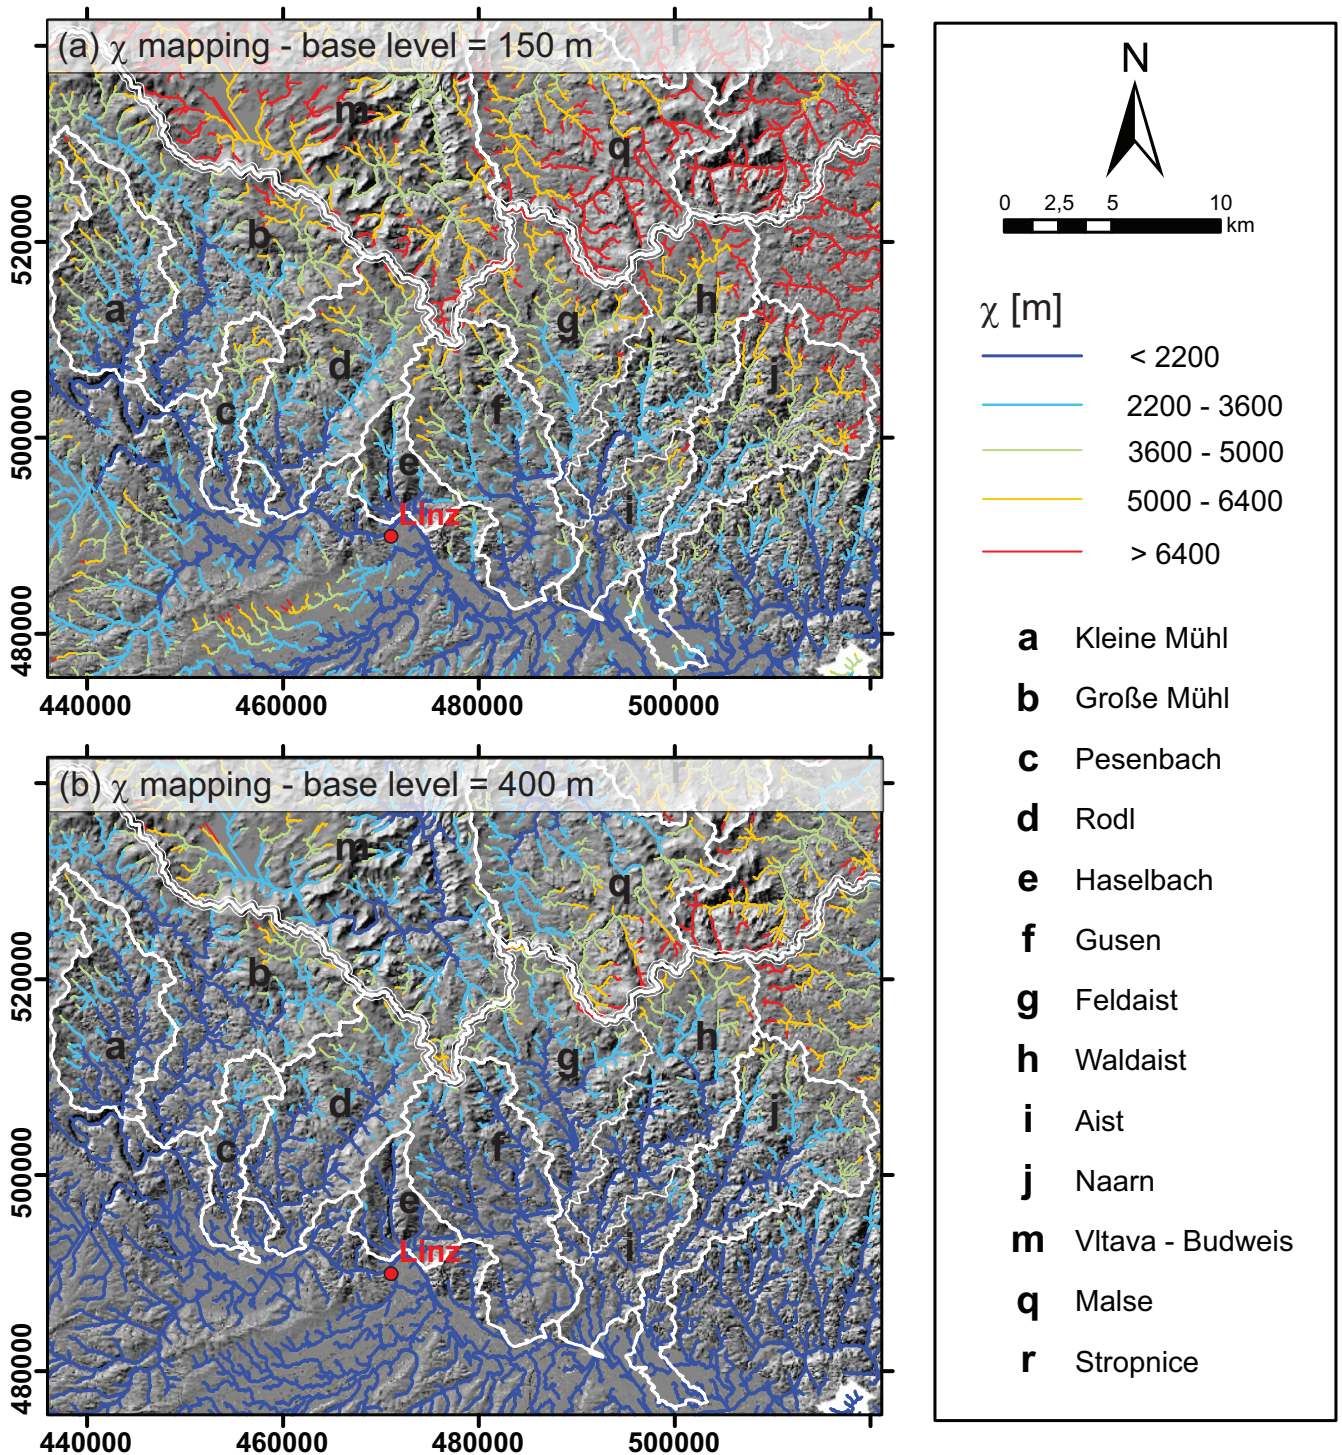 (a) χ mapping - base level = 150 m
m
q
b
a
h
g
d
j
c
f
e
i
Linz
520000
500000
480000
440000
460000
480000
500000
(b) χ mapping - base level = 400 m
m
q
b
a
h
g
d
j
c
f
e
i
Linz
520000
500000
480000
440000
460000
480000
500000
N
0 2,5 5 10
km
χ [m]
< 2200
2200 - 3600
3600 - 5000
5000 - 6400
> 6400
a Kleine Mühl
b Große Mühl
c Pesenbach
d Rodl
e Haselbach
f Gusen
g Feldaist
h Waldaist
i Aist
j Naarn
m Vltava - Budweis
q Malse
r Stropnice